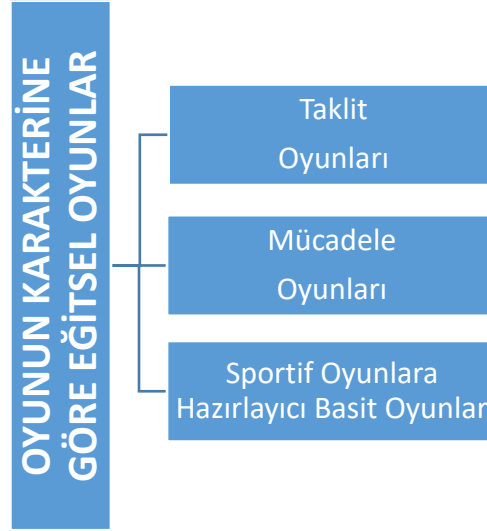 OYUNUN KARAKTERİNE
GÖRE EĞİTSEL OYUNLAR
Taklit
Oyunları
Mücadele
Oyunları
Sportif Oyunlara
Hazırlayıcı Basit Oyunlar